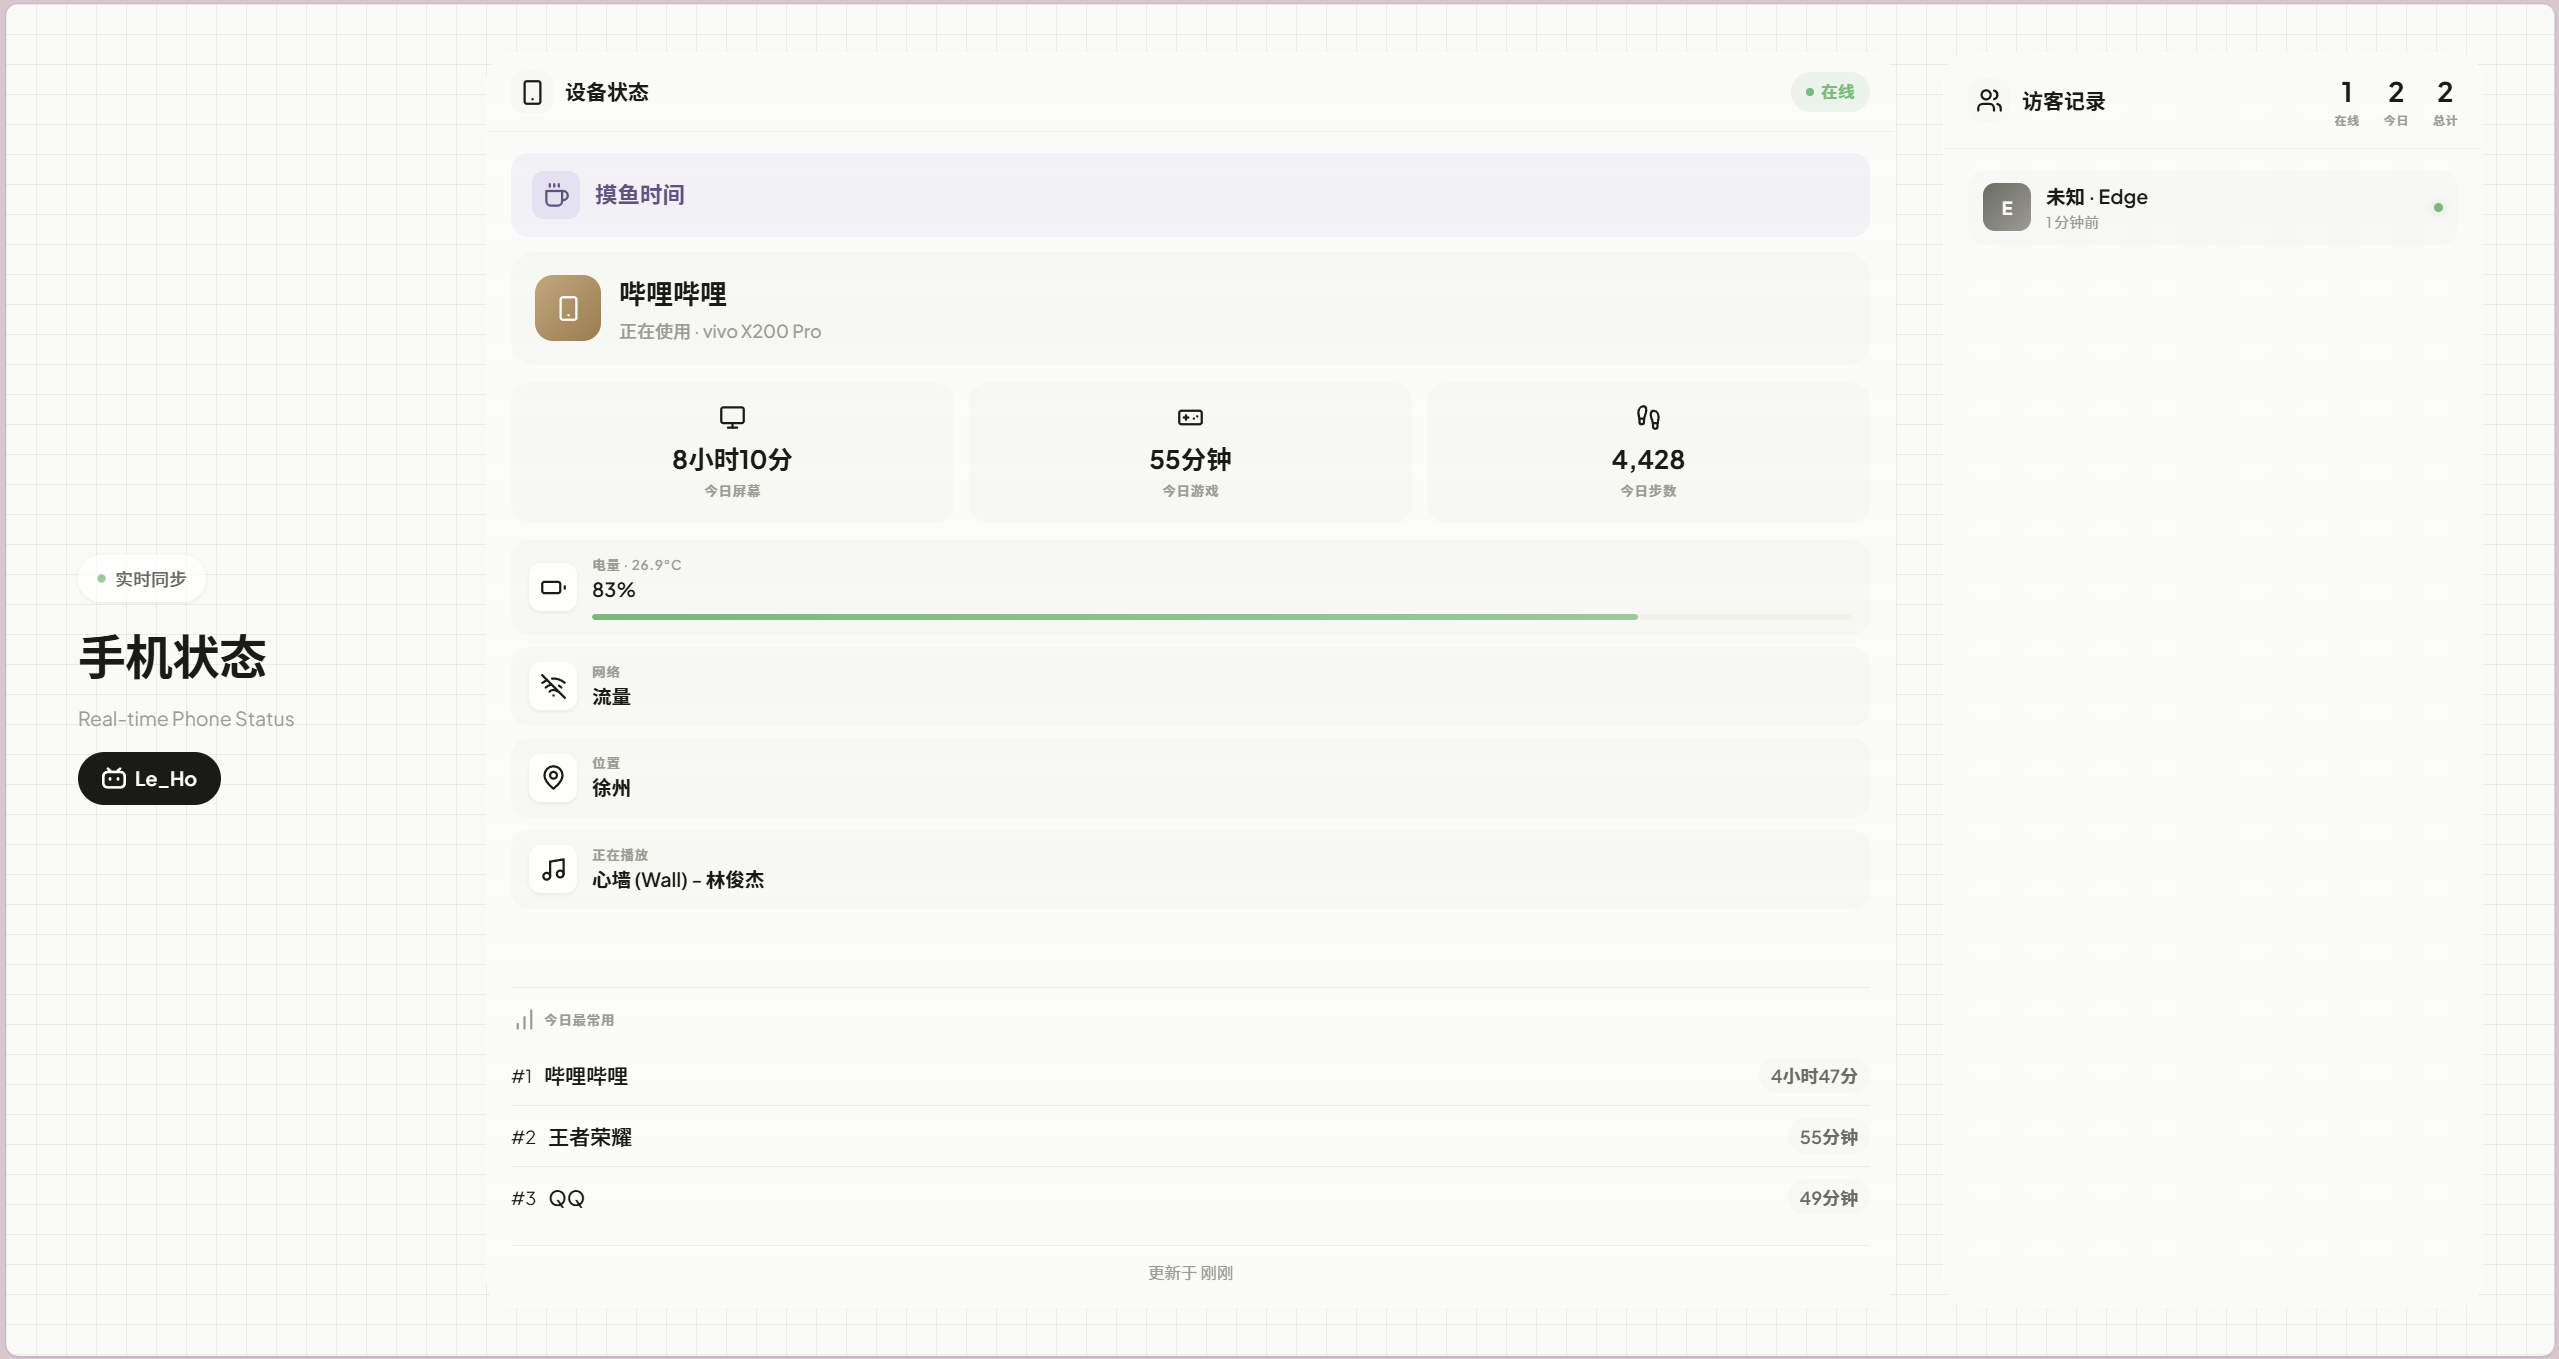 实时同步
手机状态
Real-time Phone Status
Le_Ho
设备状态
在线
摸鱼时间
哔哩哔哩
正在使用 · vivo X200 Pro
8小时10分
今日屏幕
55分钟
今日游戏
4,428
今日步数
电量 · 26.9°C
83%
网络
流量
位置
徐州
正在播放
心墙 (Wall) - 林俊杰
今日最常用
#1 哔哩哔哩 4小时47分
#2 王者荣耀 55分钟
#3 QQ 49分钟
更新于 刚刚
访客记录
1 2 2
在线 今日 总计
E
未知 · Edge
1分钟前